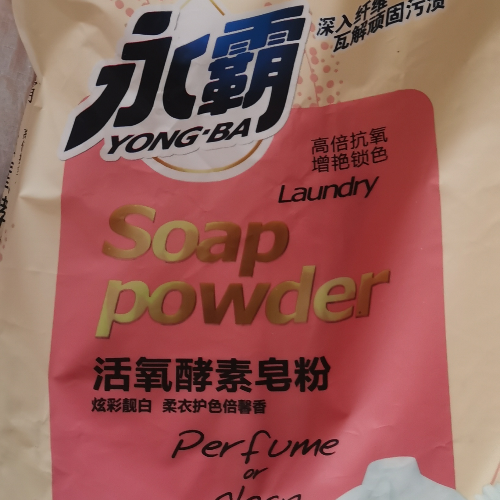 深入纤维
瓦解顽固污渍
永霸
YONG·BA
高倍抗氧
增艳锁色
Laundry
Soap
powder
活氧酵素皂粉
炫彩靓白 柔衣护色倍馨香
Perfume
or